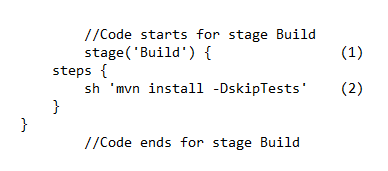 //Code starts for stage Build
stage('Build') { (1)
steps {
sh 'mvn install -DskipTests' (2)
}
}
//Code ends for stage Build